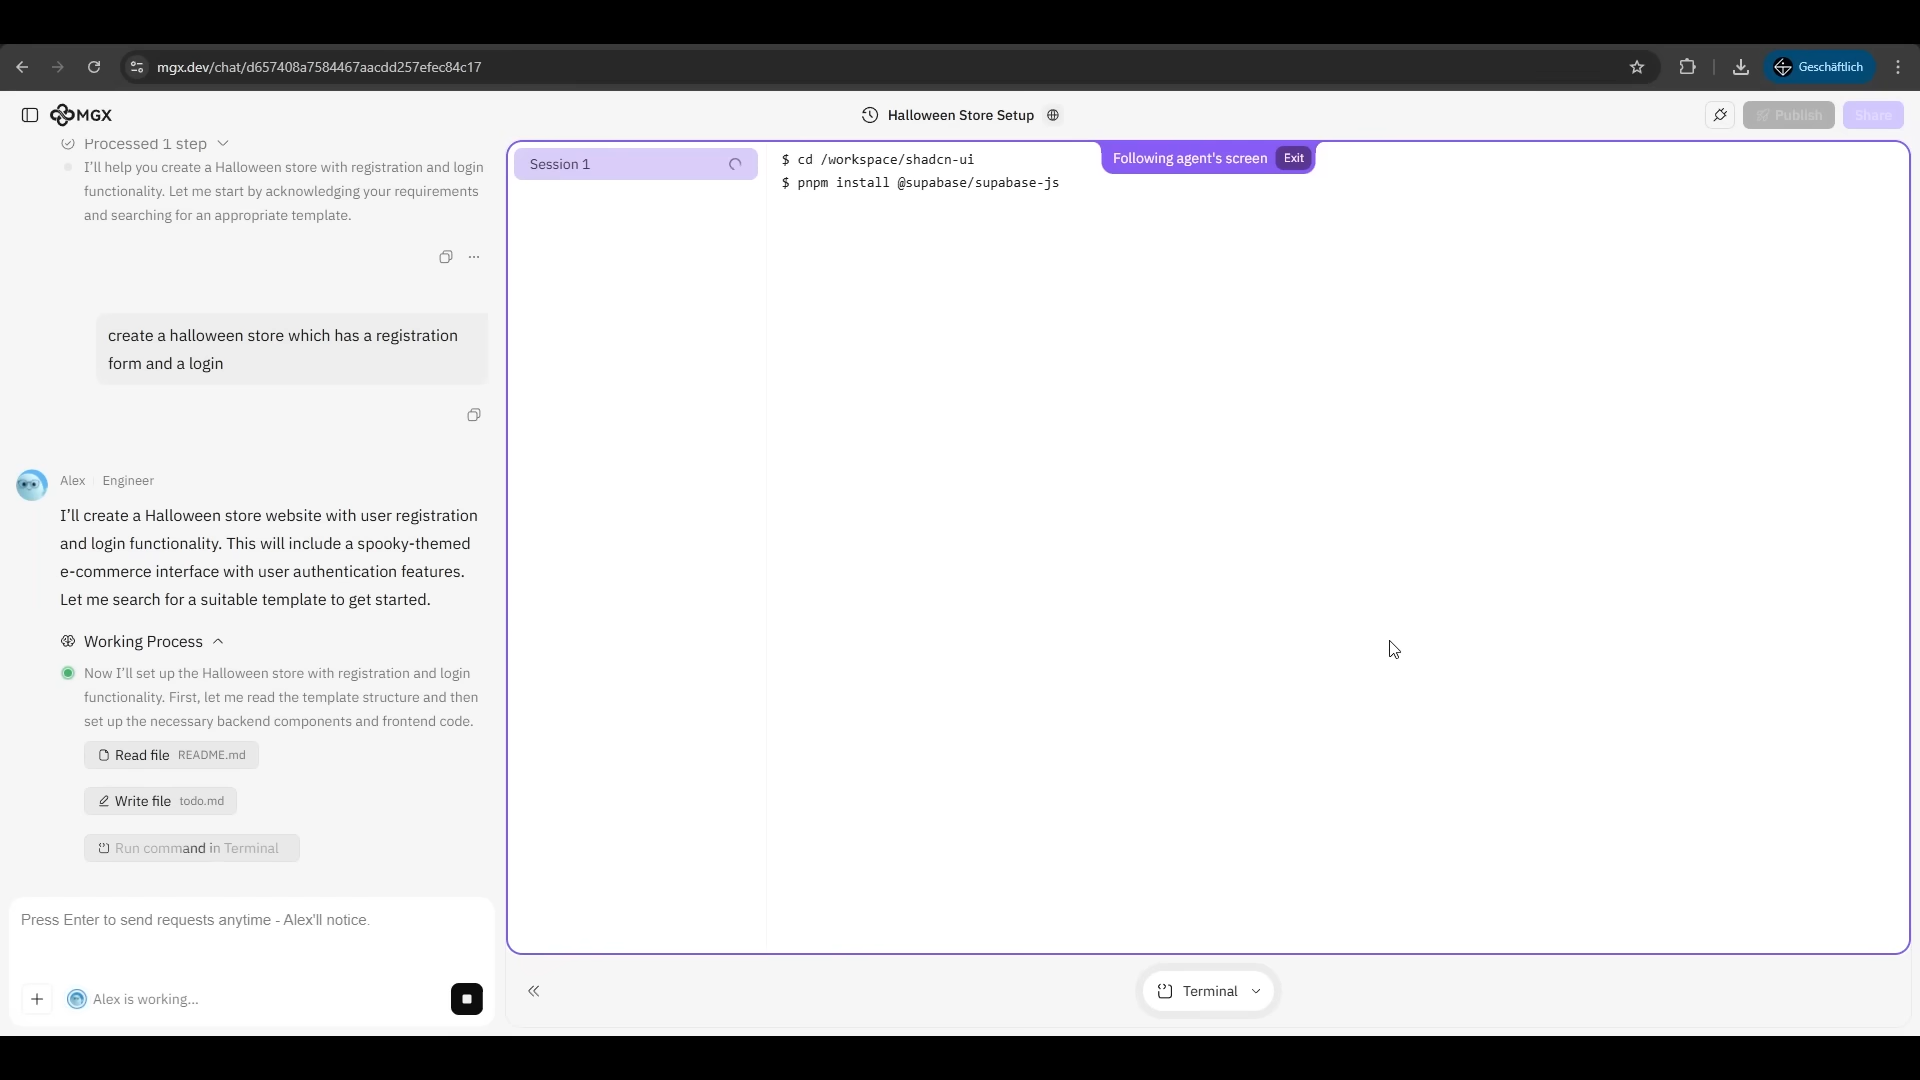 mgx.dev/chat/d657408a7584467aacdd257efec84c17
Geschäftlich
MGX
Halloween Store Setup
Publish
Share
Processed 1 step
I'll help you create a Halloween store with registration and login
functionality. Let me start by acknowledging your requirements
and searching for an appropriate template.
create a halloween store which has a registration
form and a login
Alex
Engineer
I'll create a Halloween store website with user registration
and login functionality. This will include a spooky-themed
e-commerce interface with user authentication features.
Let me search for a suitable template to get started.
Working Process
Now I'll set up the Halloween store with registration and login
functionality. First, let me read the template structure and then
set up the necessary backend components and frontend code.
Read file README.md
Write file todo.md
Run command in Terminal
Press Enter to send requests anytime - Alex'll notice.
Alex is working...
Session 1
$ cd /workspace/shadcn-ui
$ pnpm install @supabase/supabase-js
Following agent's screen
Exit
Terminal